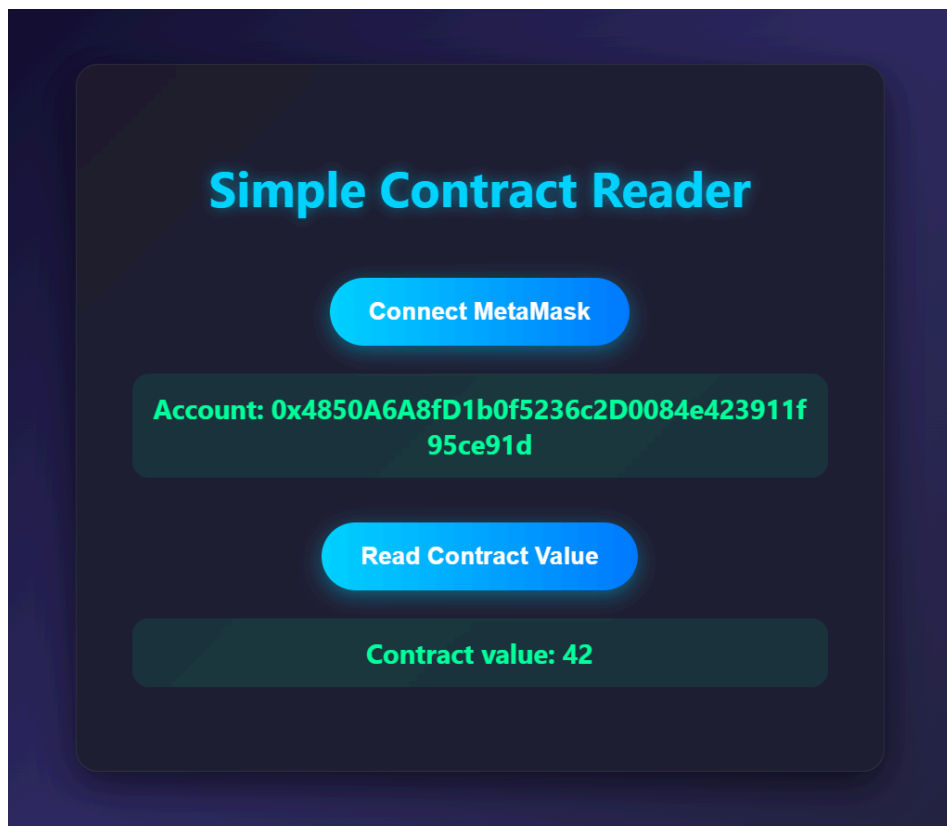 Simple Contract Reader
Connect MetaMask
Account: 0x4850A6A8fD1b0f5236c2D0084e423911f
95ce91d
Read Contract Value
Contract value: 42